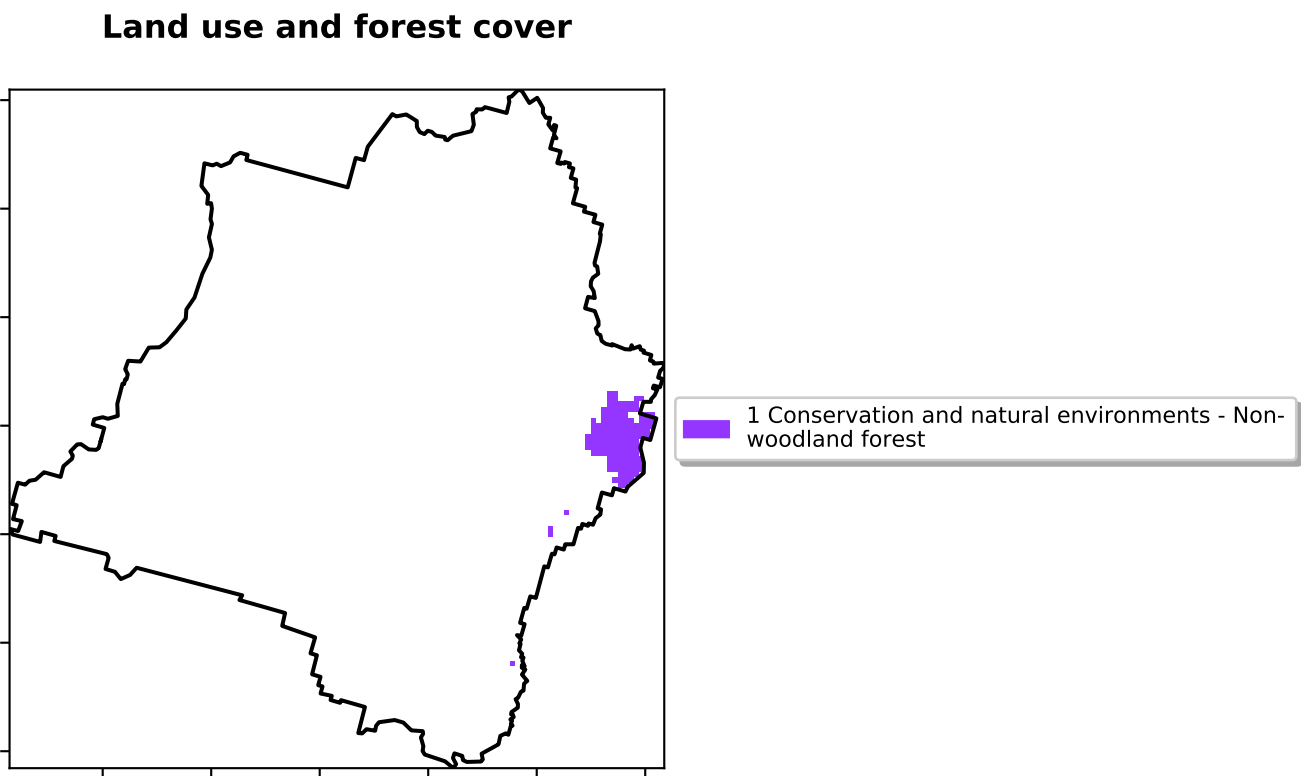 Land use and forest cover
1 Conservation and natural environments - Non-
woodland forest